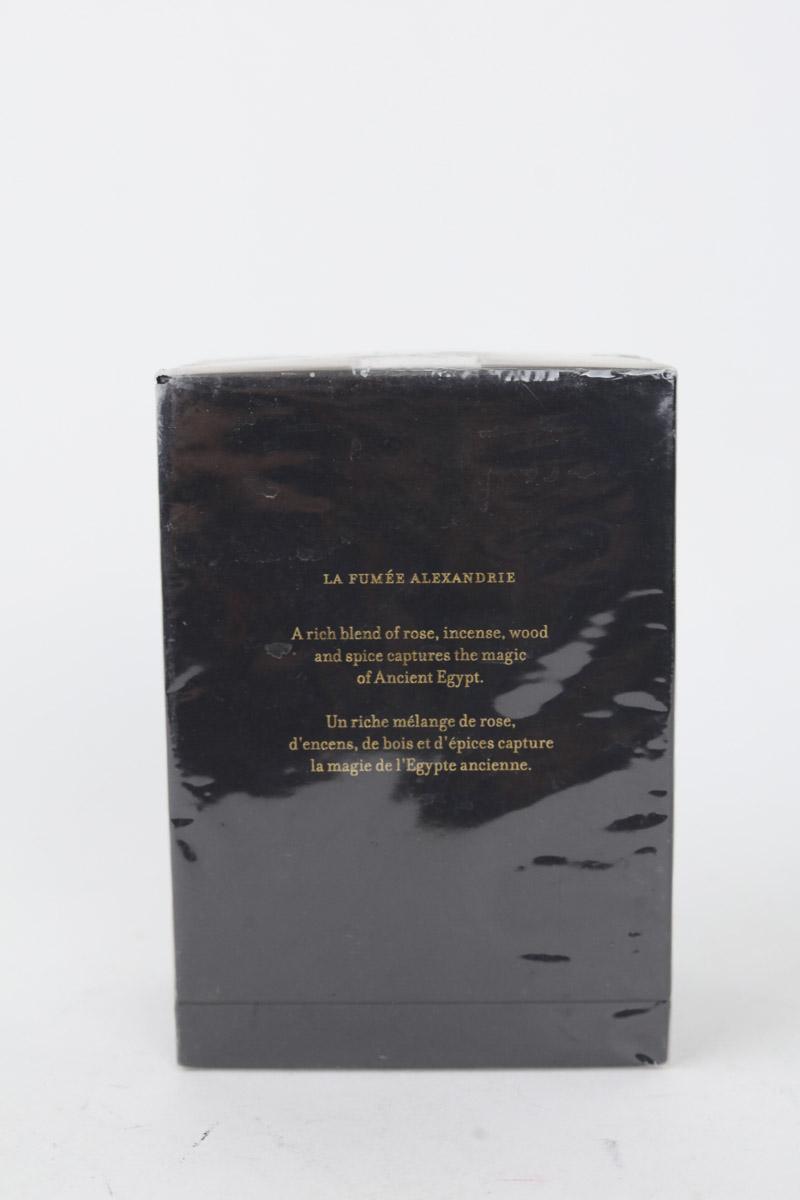 LA FUMÉE ALEXANDRIE
A rich blend of rose, incense, wood
and spice captures the magic
of Ancient Egypt.
Un riche mélange de rose,
d'encens, de bois et d'épices capture
la magie de l'Egypte ancienne.